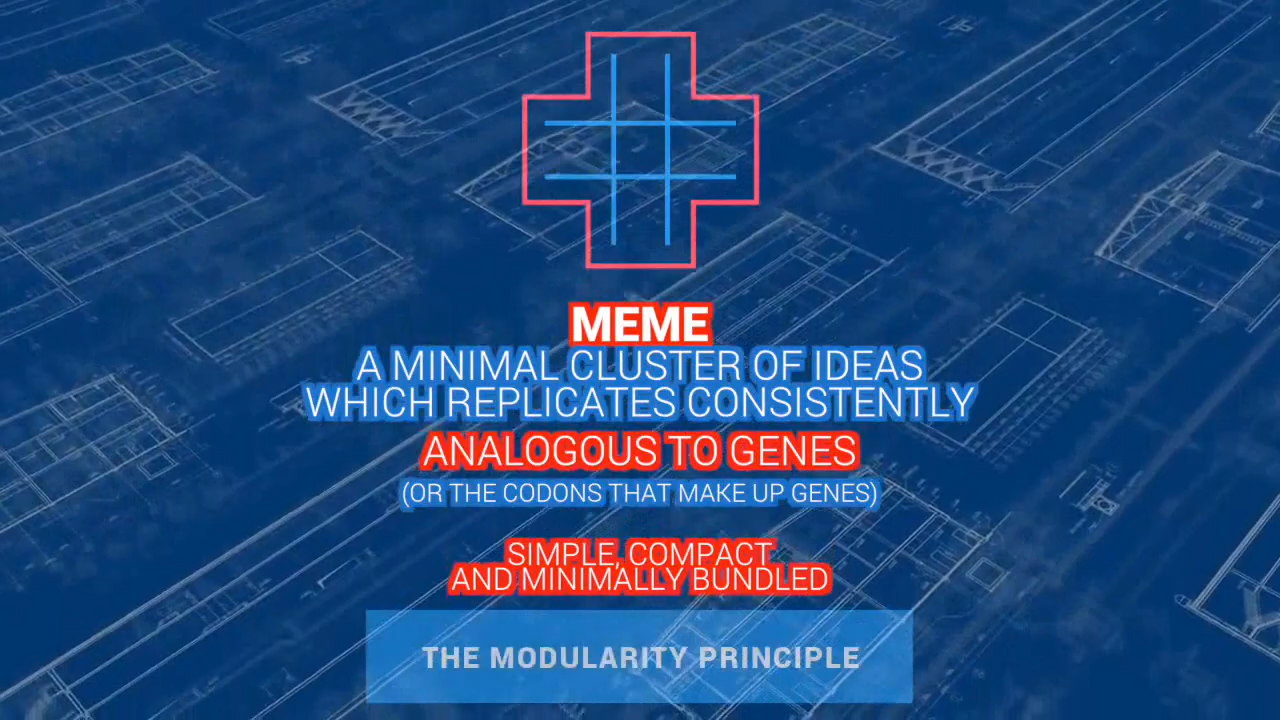 MEME
A MINIMAL CLUSTER OF IDEAS
WHICH REPLICATES CONSISTENTLY
ANALOGOUS TO GENES
(OR THE CODONS THAT MAKE UP GENES)
SIMPLE, COMPACT
AND MINIMALLY BUNDLED
THE MODULARITY PRINCIPLE